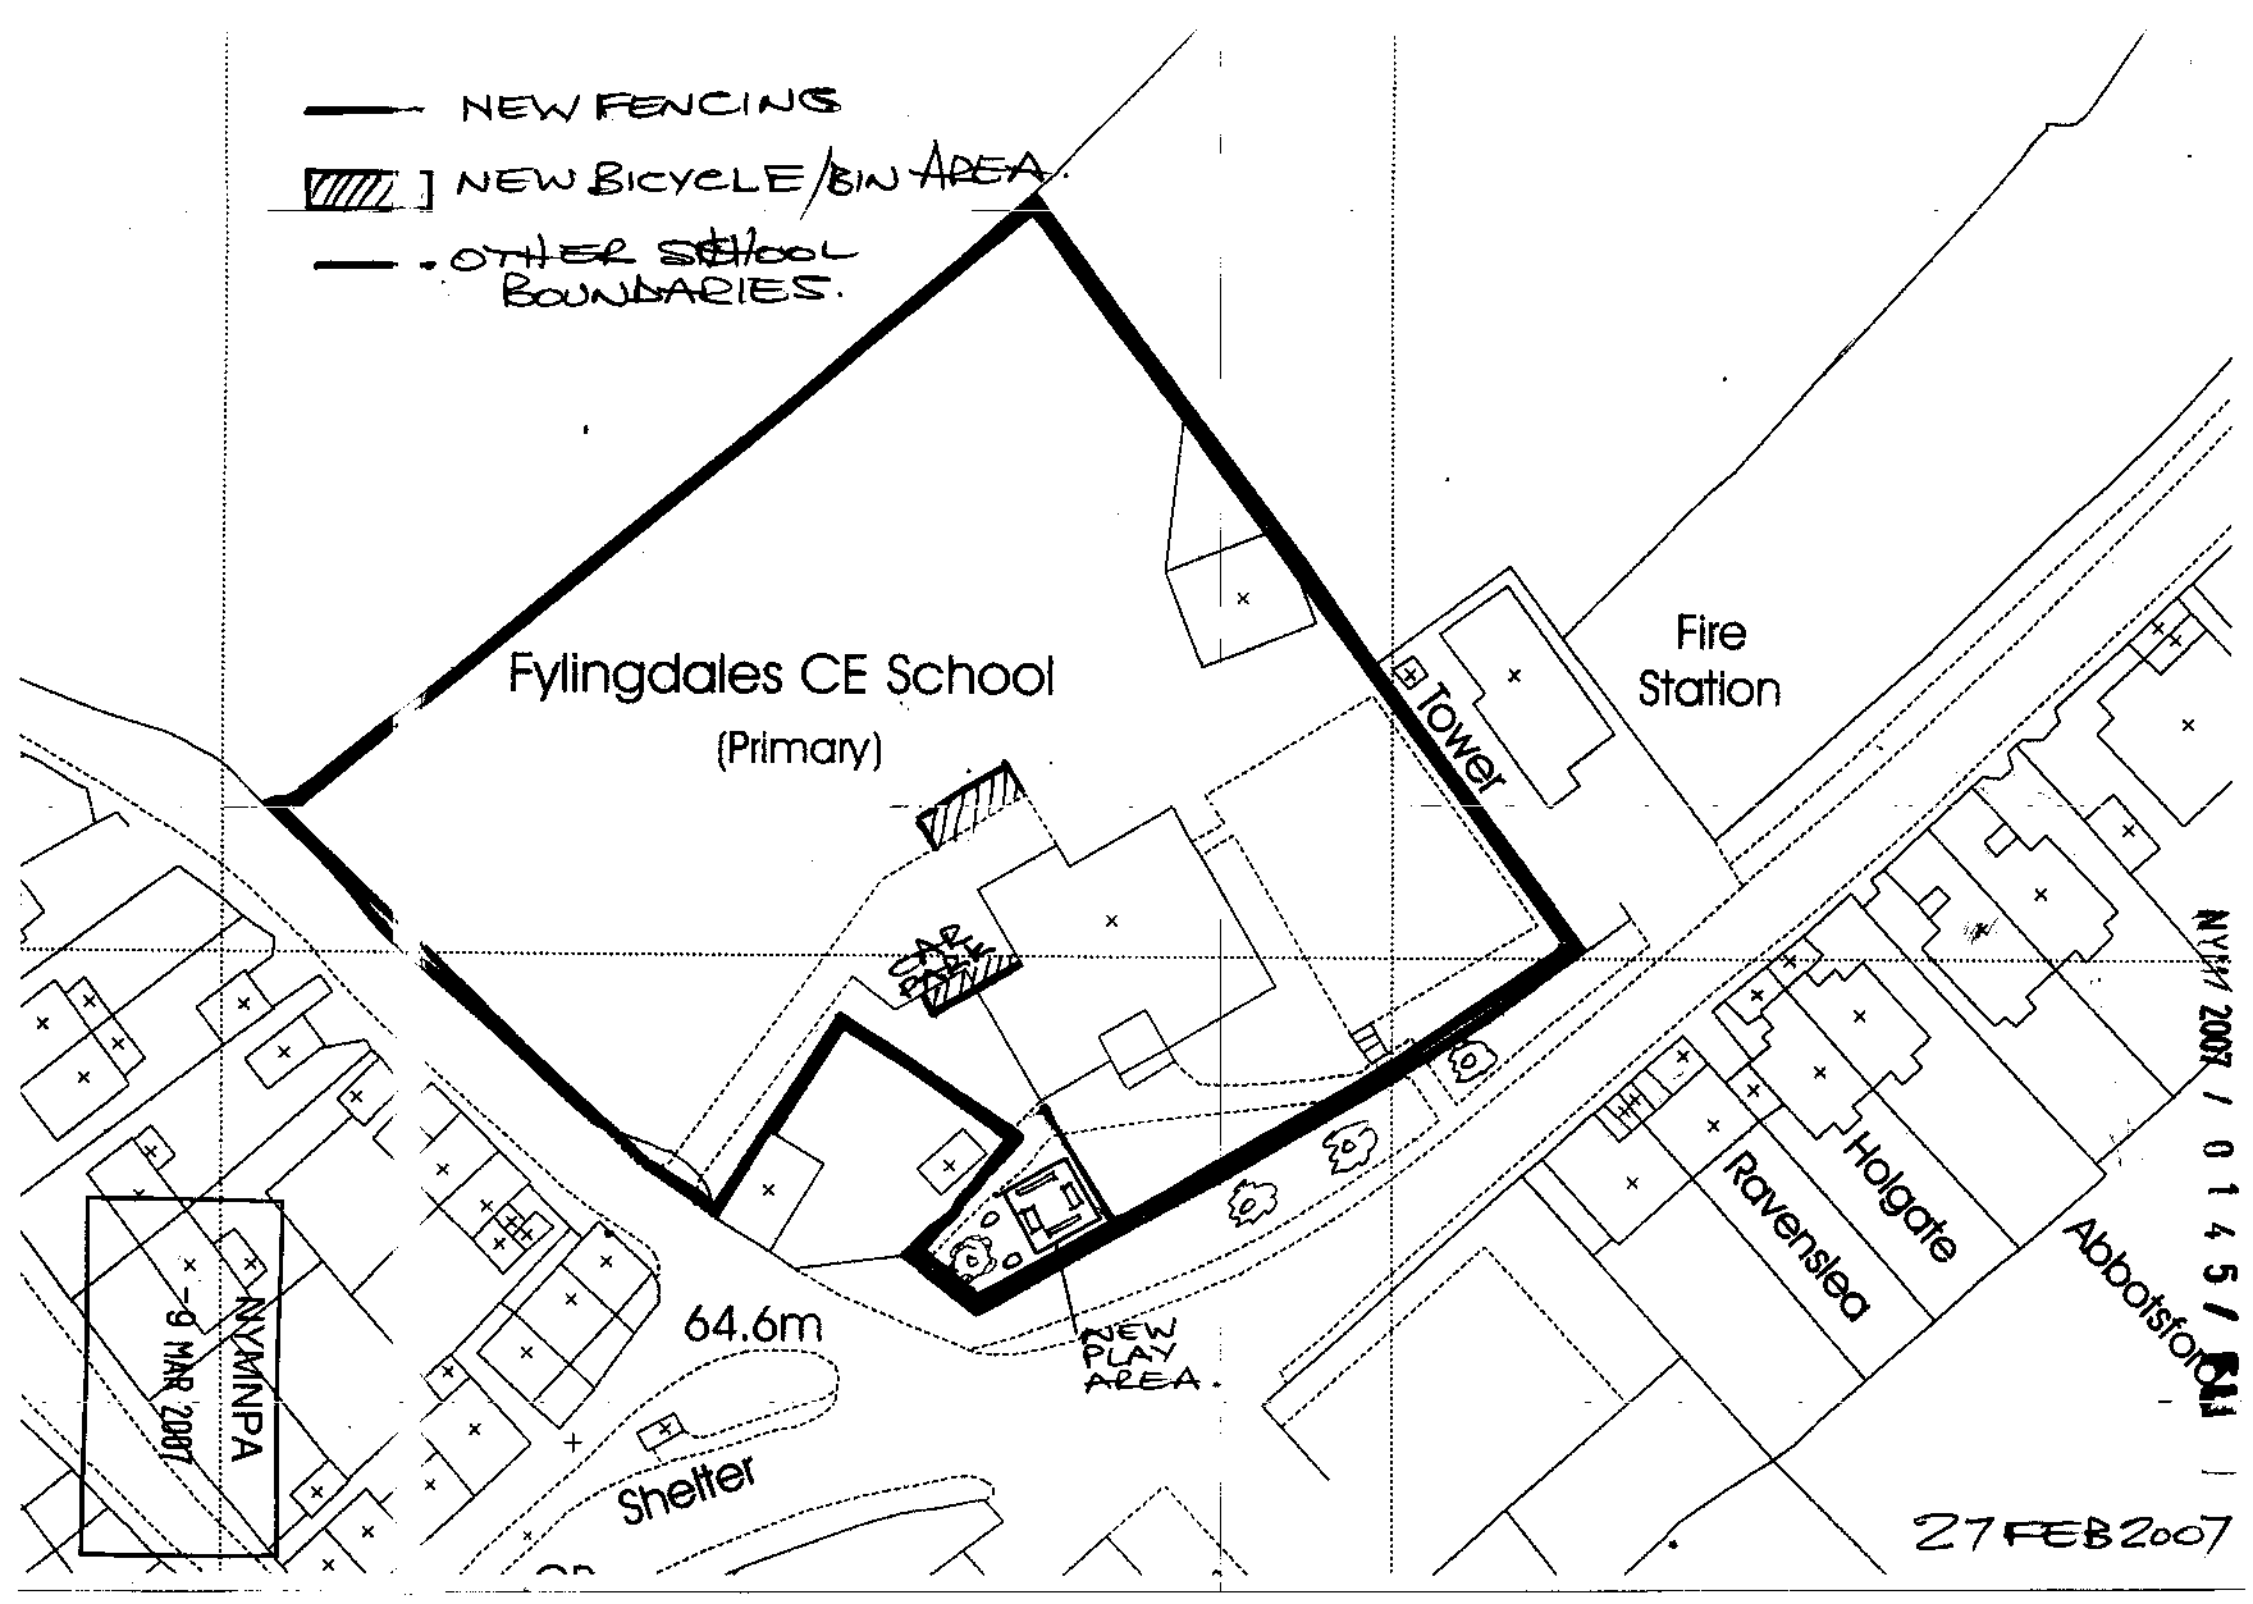 NEW FENCING
NEW BICYCLE/BIN AREA.
OTHER SCHOOL
BOUNDARIES.
Fylingdales CE School
(Primary)
Fire
Station
Tower
Holgate
Ravenslea
Abbotsford
64.6m
NEW
PLAY
AREA.
Shelter
NYMNPA
-9 MAR 2007
NYM 2007 / 0145 /
27 FEB 2007